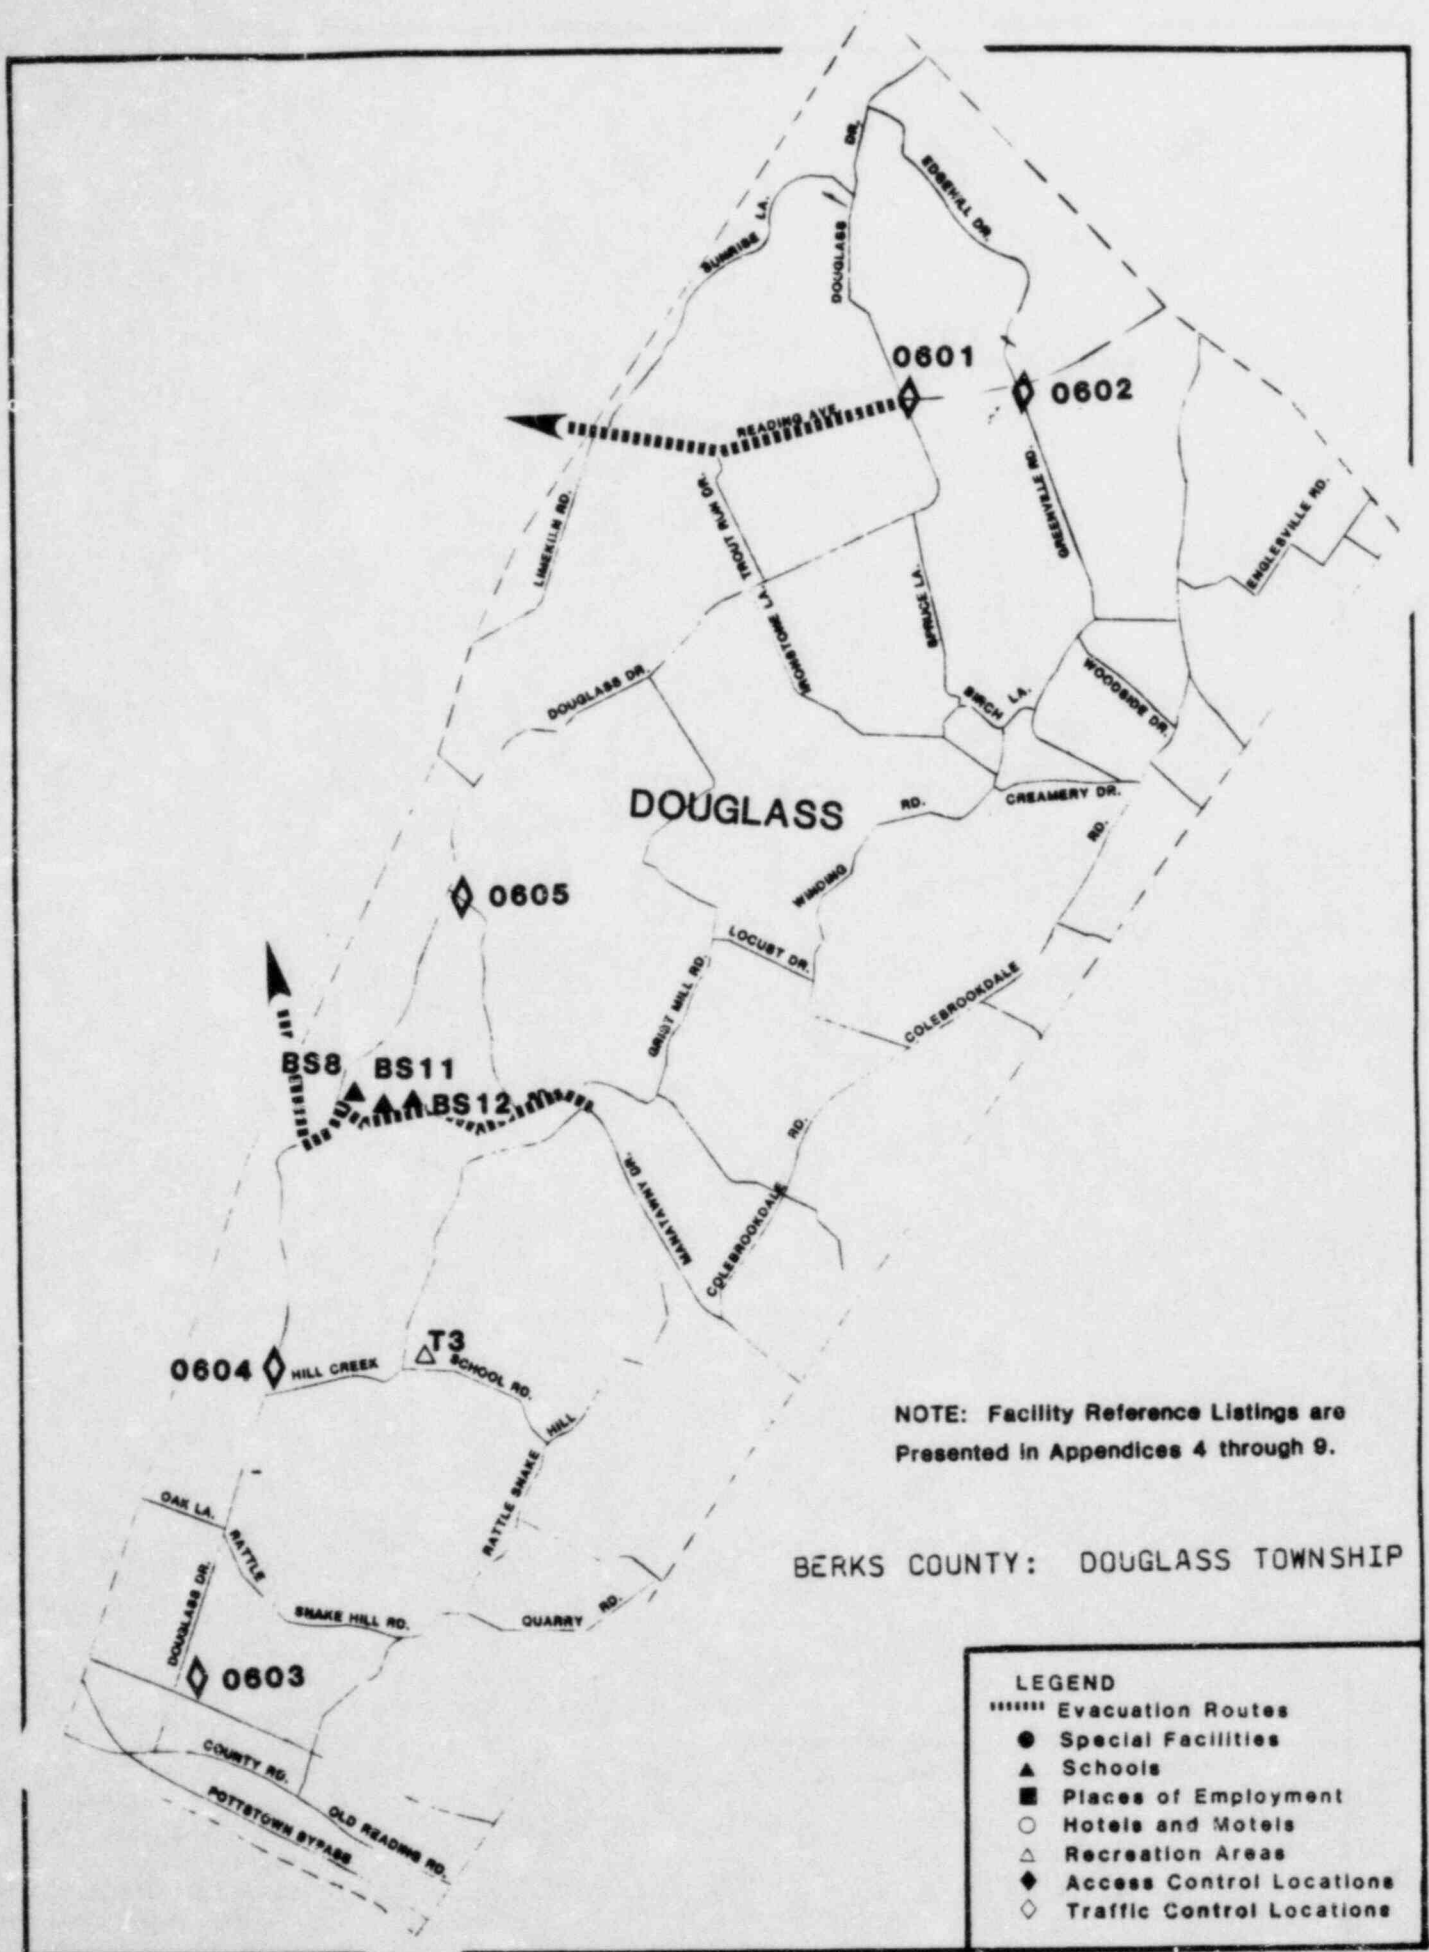 DR.
EDGEHILL DR.
SUNRISE LA.
DOUGLASS
0601
0602
READING AVE
GREENVILLE RD.
LIMEKILN RD.
TROUT RUN DR.
ENGLESVILLE RD.
IRONSTONE LA.
SPRUCE LA.
DOUGLASS DR.
BIRCH LA.
WOODSIDE DR.
DOUGLASS
RD.
CREAMERY DR.
RD.
WINDING
0605
LOCUST DR.
GRIST MILL RD.
COLEBROOKDALE
BS8
BS11
BS12
RD.
MANATAWNY DR.
COLEBROOKDALE
T3
0604
HILL CREEK
SCHOOL RD.
HILL
RATTLE SNAKE
NOTE: Facility Reference Listings are
Presented in Appendices 4 through 9.
OAK LA.
RATTLE
BERKS COUNTY: DOUGLASS TOWNSHIP
DOUGLASS DR.
SNAKE HILL RD.
QUARRY RD.
0603
COUNTY RD.
POTTSTOWN BYPASS
OLD READING RD.
LEGEND
Evacuation Routes
Special Facilities
Schools
Places of Employment
Hotels and Motels
Recreation Areas
Access Control Locations
Traffic Control Locations